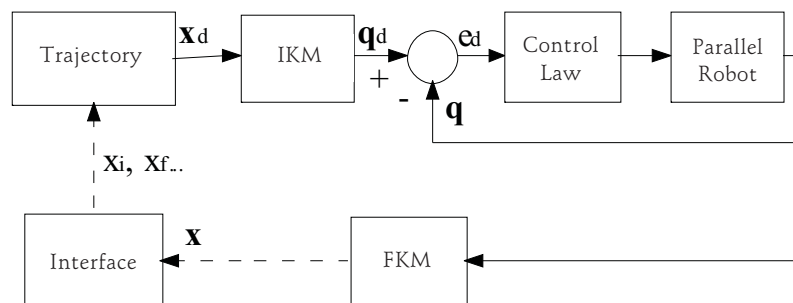 Trajectory
xd
IKM
qd
+
-
ed
Control
Law
Parallel
Robot
q
xi, xf...
Interface
x
FKM